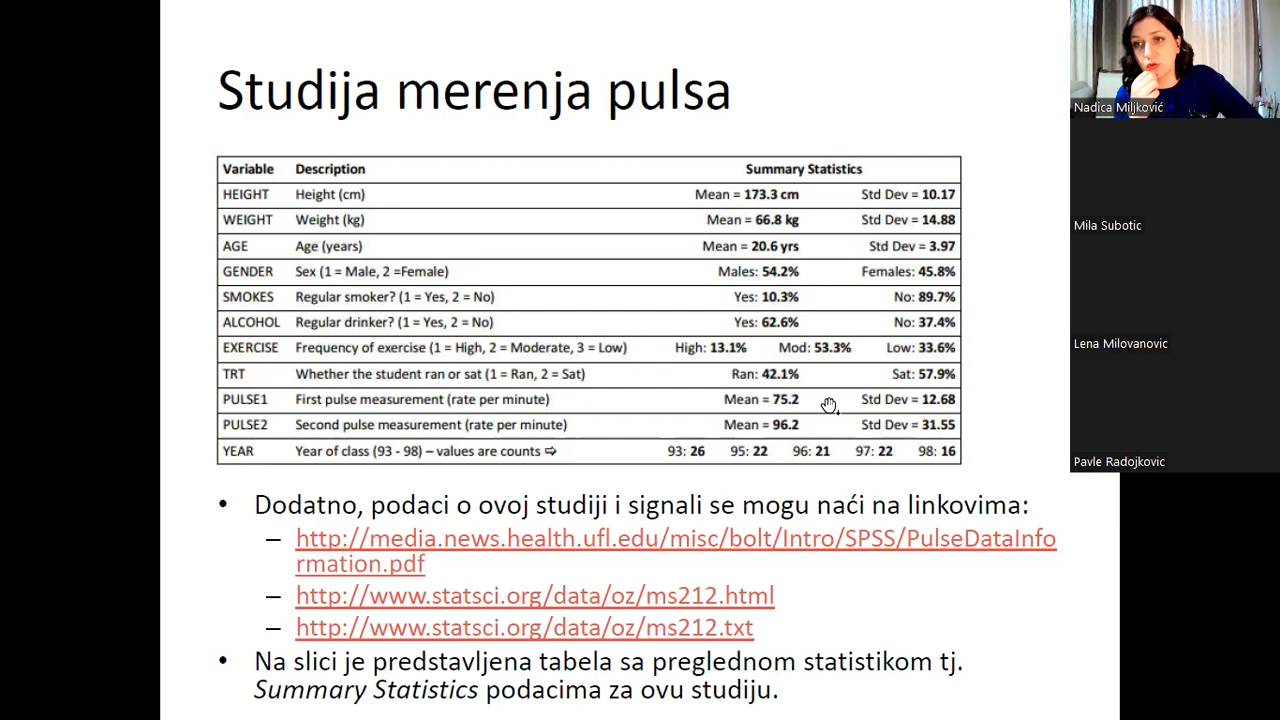 Studija merenja pulsa
Variable Description Summary Statistics
HEIGHT Height (cm) Mean = 173.3 cm Std Dev = 10.17
WEIGHT Weight (kg) Mean = 66.8 kg Std Dev = 14.88
AGE Age (years) Mean = 20.6 yrs Std Dev = 3.97
GENDER Sex (1 = Male, 2 =Female) Males: 54.2% Females: 45.8%
SMOKES Regular smoker? (1 = Yes, 2 = No) Yes: 10.3% No: 89.7%
ALCOHOL Regular drinker? (1 = Yes, 2 = No) Yes: 62.6% No: 37.4%
EXERCISE Frequency of exercise (1 = High, 2 = Moderate, 3 = Low) High: 13.1% Mod: 53.3% Low: 33.6%
TRT Whether the student ran or sat (1 = Ran, 2 = Sat) Ran: 42.1% Sat: 57.9%
PULSE1 First pulse measurement (rate per minute) Mean = 75.2 Std Dev = 12.68
PULSE2 Second pulse measurement (rate per minute) Mean = 96.2 Std Dev = 31.55
YEAR Year of class (93 - 98) – values are counts ⇨ 93: 26 95: 22 96: 21 97: 22 98: 16
• Dodatno, podaci o ovoj studiji i signali se mogu naći na linkovima:
– http://media.news.health.ufl.edu/misc/bolt/Intro/SPSS/PulseDataInfo
rmation.pdf
– http://www.statsci.org/data/oz/ms212.html
– http://www.statsci.org/data/oz/ms212.txt
• Na slici je predstavljena tabela sa preglednom statistikom tj.
Summary Statistics podacima za ovu studiju.
Nadica Miljković
Mila Subotic
Lena Milovanovic
Pavle Radojkovic